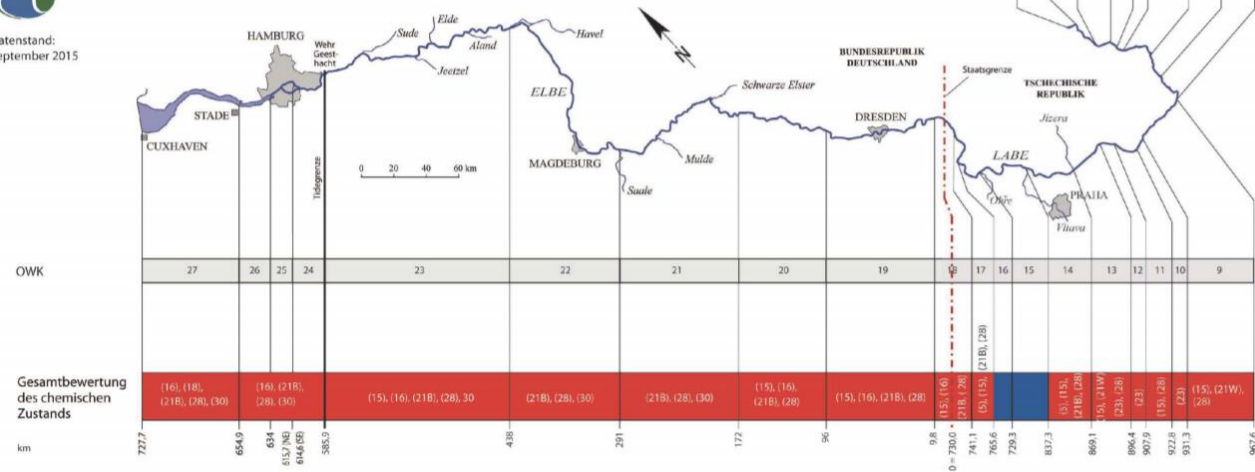 atenstand:
eptember 2015
HAMBURG
STADE
CUXHAVEN
Wehr
Geest-
hacht
Tidegrenze
Sude
Elde
Aland
Jeetzel
Havel
ELBE
MAGDEBURG
Saale
Mulde
Schwarze Elster
0 20 40 60 km
N
BUNDESREPUBLIK
DEUTSCHLAND
DRESDEN
Staatsgrenze
TSCHECHISCHE
REPUBLIK
Jizera
LABE
Ohře
PRAHA
Vltava
OWK
27 26 25 24 23 22 21 20 19 18 17 16 15 14 13 12 11 10 9
Gesamtbewertung
des chemischen
Zustands
(16), (18),
(21B), (28), (30)
(16), (21B),
(28), (30)
(15), (16), (21B), (28), 30
(21B), (28), (30)
(21B), (28), (30)
(15), (16),
(21B), (28)
(15), (16), (21B), (28)
(15), (16)
(21B, (28)
(5), (15),
(21B), (28)
(5), (15),
(21B), (28)
(15), (21W)
(23), (28)
(23)
(15), (28)
(23)
(15), (21W),
(28)
km
727.7 654.9 634 615,7 (NE) 614,6 (SE) 585.9 438 291 172 96 9.8 0 = 730.0 741.1 765.6 729.3 837.3 869.1 896.4 907.9 922.8 931.3 967.6